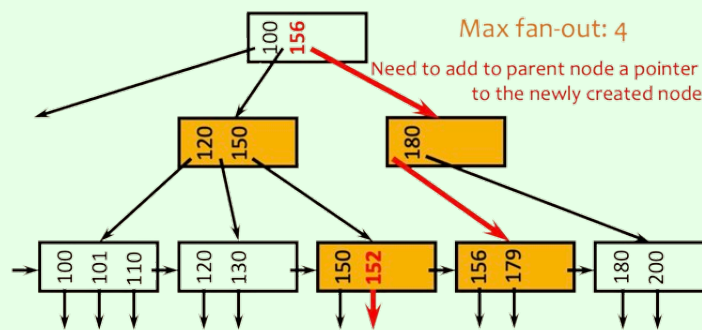 100 156
Max fan-out: 4
Need to add to parent node a pointer
to the newly created node
120 150
180
100 101 110
120 130
150 152
156 179
180 200